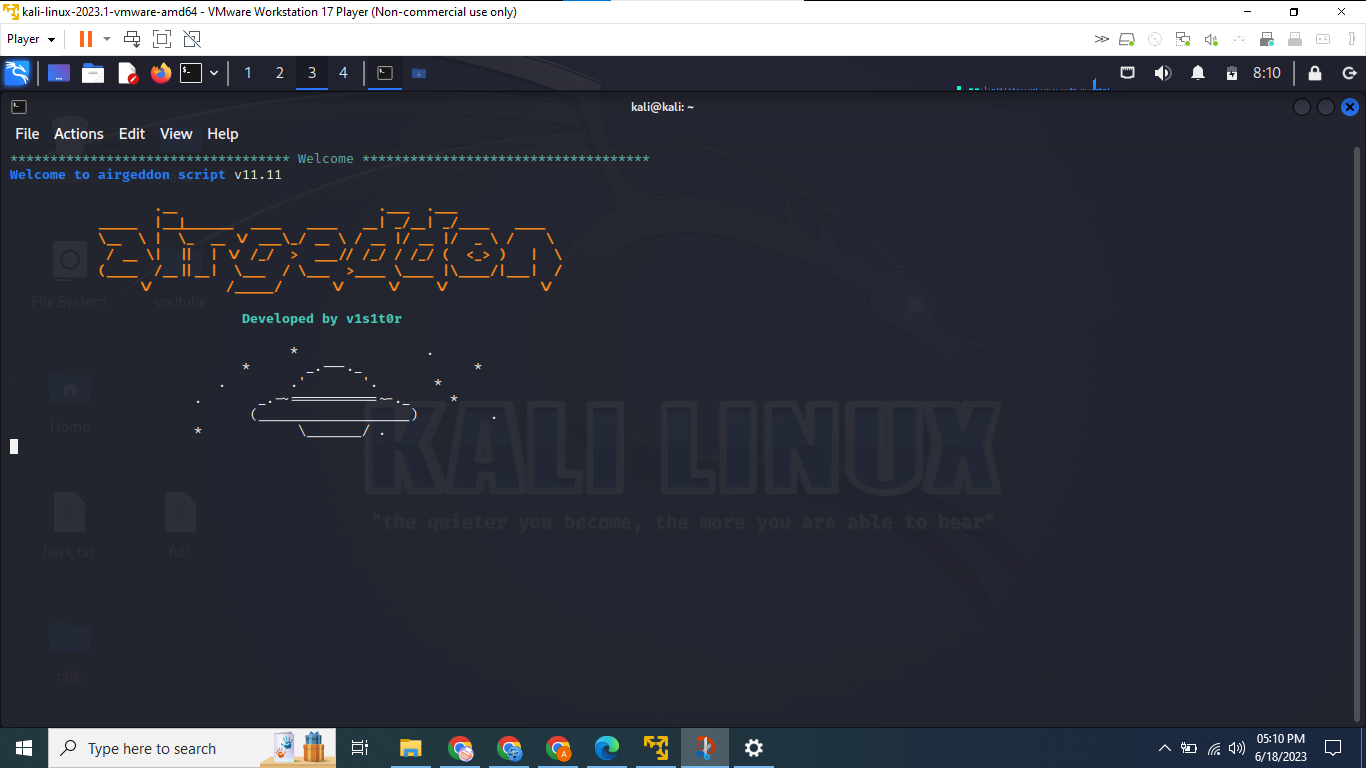 kali-linux-2023.1-vmware-amd64 - VMware Workstation 17 Player (Non-commercial use only)
Player
1 2 3 4
8:10
kali@kali: ~
File Actions Edit View Help
*********************************** Welcome ************************************
Welcome to airgeddon script v11.11
airgeddon
Developed by v1s1t0r
File System
youtube
Home
KALI LINUX
"the quieter you become, the more you are able to hear"
hack.txt
full
raik
Type here to search
05:10 PM
6/18/2023